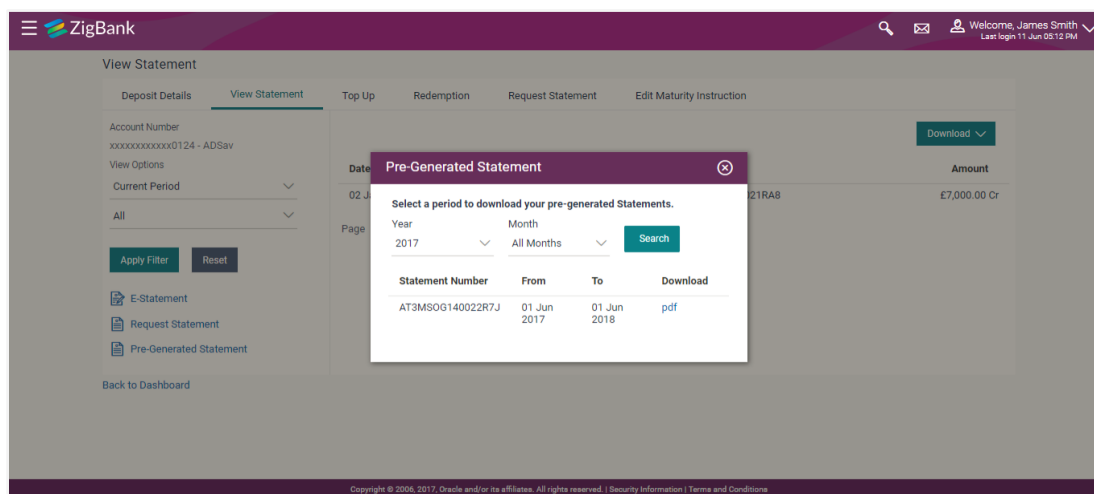 ZigBank
Welcome, James Smith
Last login 11 Jun 05:12 PM
View Statement
Deposit Details View Statement Top Up Redemption Request Statement Edit Maturity Instruction
Account Number
xxxxxxxxxxxx0124 - ADSav
View Options
Current Period
All
Apply Filter Reset
E-Statement
Request Statement
Pre-Generated Statement
Back to Dashboard
Download
Date Amount
02 J 021RA8 £7,000.00 Cr
Page
Pre-Generated Statement
Select a period to download your pre-generated Statements.
Year Month
2017 All Months Search
Statement Number From To Download
AT3MSOG140022R7J 01 Jun 2017 01 Jun 2018 pdf
Copyright © 2006, 2017, Oracle and/or its affiliates. All rights reserved. | Security Information | Terms and Conditions